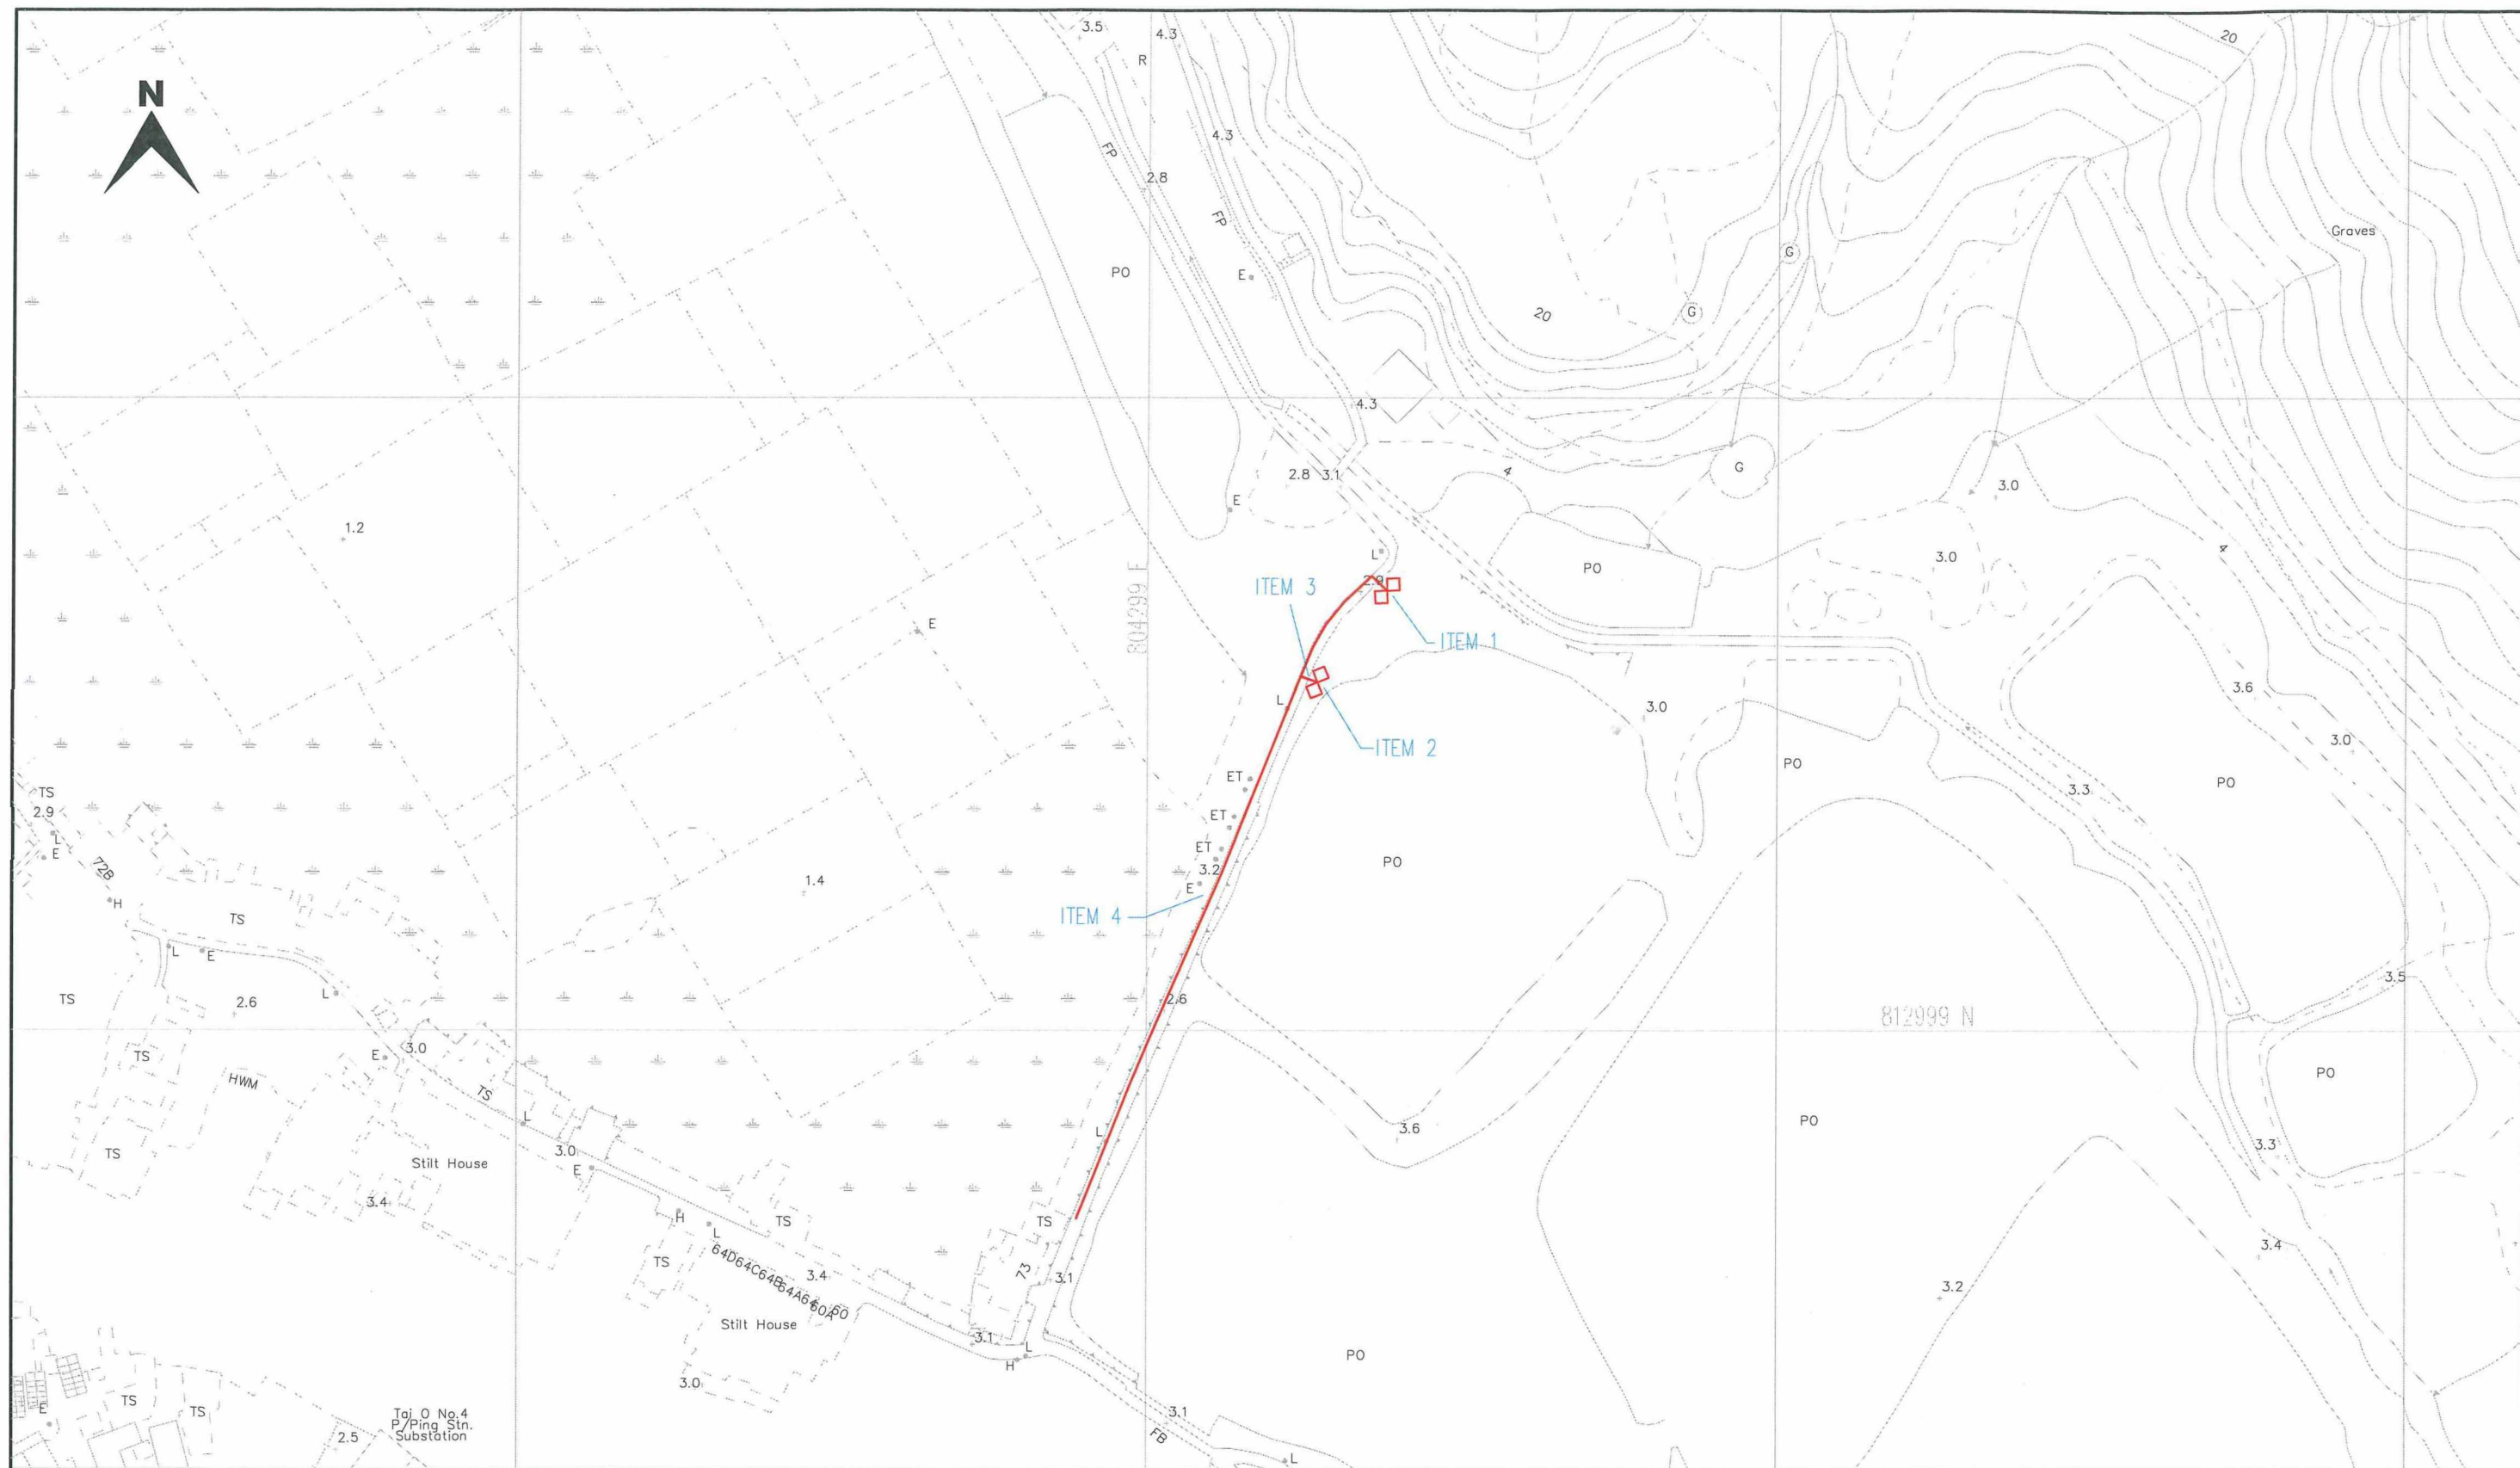 N
3.5
4.3
R
20
4.3
FP
2.8
FP
Graves
G
PO
E
G
20
4.3
2.8
3.1
4
G
E
3.0
1.2
L
3.0
4
804299 E
PO
2.9
ITEM 3
E
ITEM 1
3.6
L
3.0
ITEM 2
3.0
PO
ET
PO
TS
3.3
2.9
ET
L
ET
E
PO
72B
3.2
1.4
E
H
ITEM 4
TS
L
E
3.5
TS
2.6
L
2.6
812999 N
E
3.0
TS
HWM
PO
TS
L
PO
L
3.6
3.0
3.3
TS
Stilt House
E
3.4
H
TS
TS
L
3.4
64D64C64B64A64
60A
60
TS
3.4
73
3.1
3.2
Stilt House
3.1
L
H
PO
3.0
TS
TS
E
3.1
Tai O No.4
P/Ping Stn.
Substation
2.5
FB
L